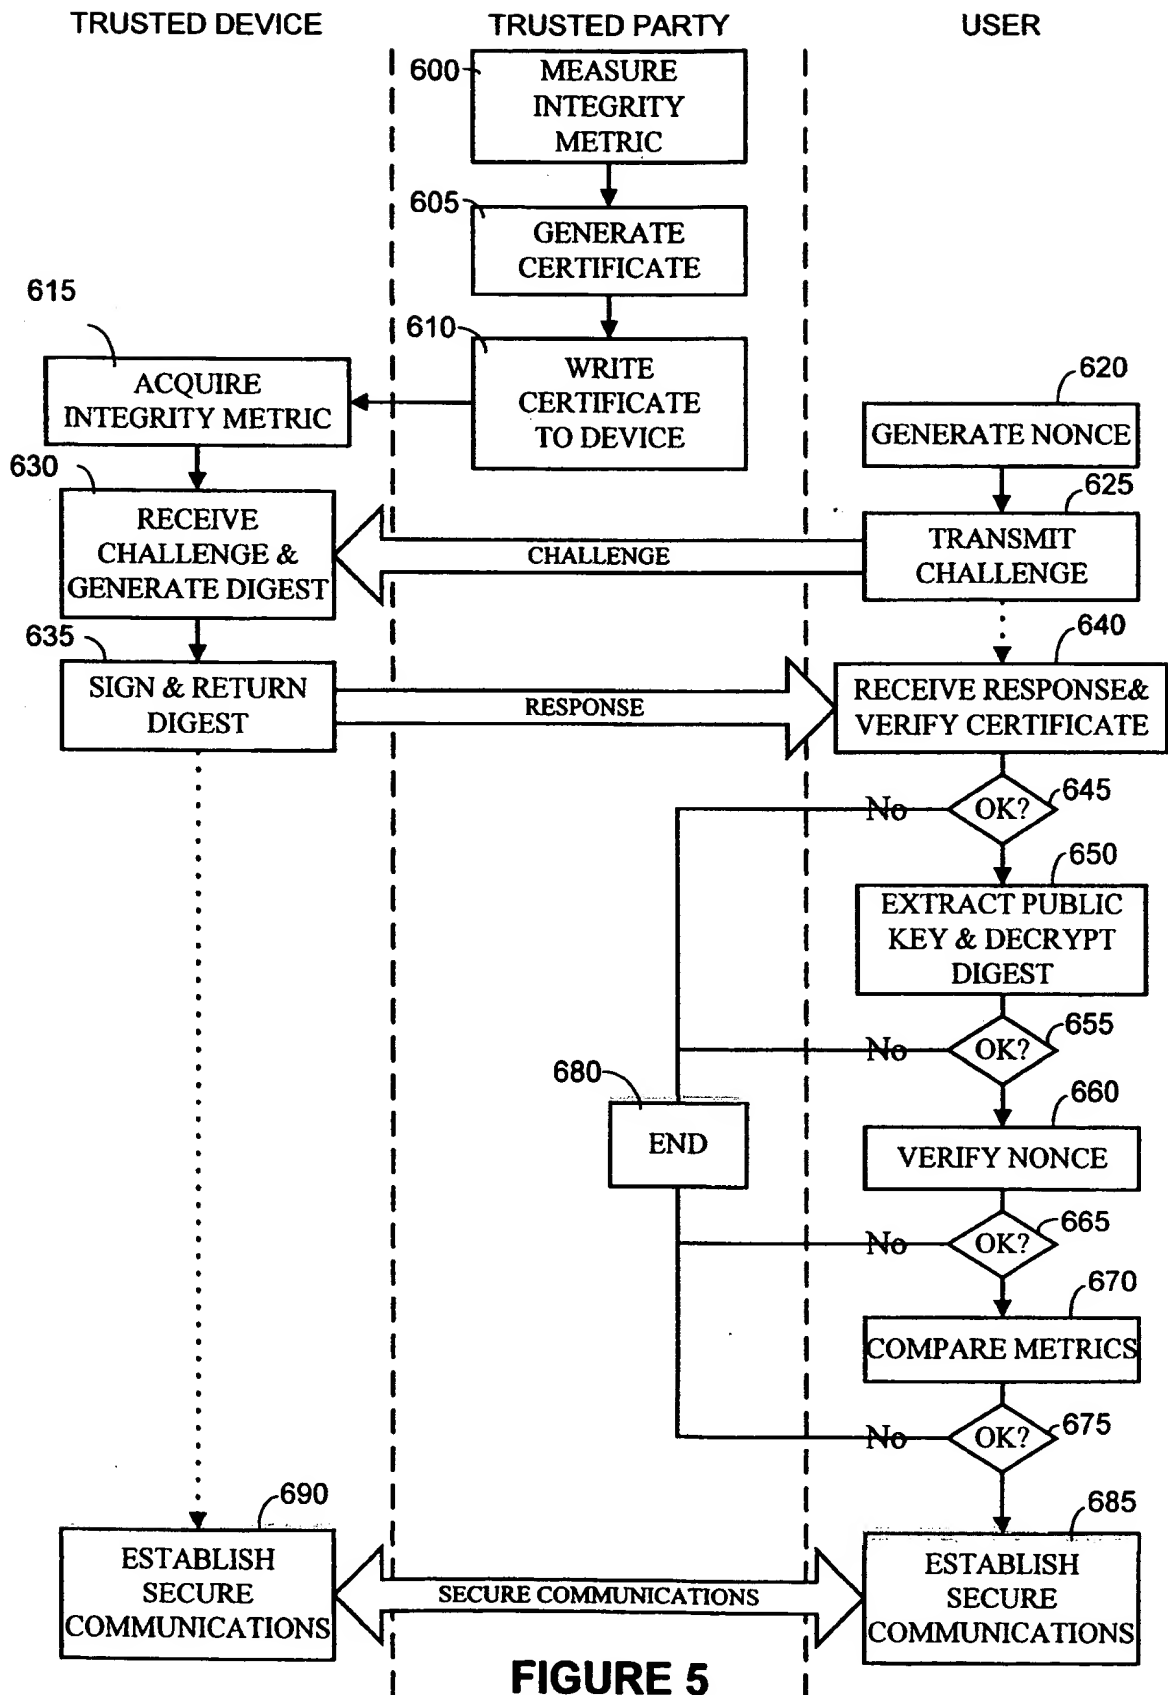 TRUSTED DEVICE
TRUSTED PARTY
USER
600
MEASURE
INTEGRITY
METRIC
605
GENERATE
CERTIFICATE
615
610
WRITE
CERTIFICATE
TO DEVICE
ACQUIRE
INTEGRITY METRIC
620
GENERATE NONCE
630
RECEIVE
CHALLENGE &
GENERATE DIGEST
625
TRANSMIT
CHALLENGE
CHALLENGE
635
SIGN & RETURN
DIGEST
RESPONSE
640
RECEIVE RESPONSE&
VERIFY CERTIFICATE
645
OK?
No
650
EXTRACT PUBLIC
KEY & DECRYPT
DIGEST
655
OK?
No
680
END
660
VERIFY NONCE
665
OK?
No
670
COMPARE METRICS
675
OK?
No
690
ESTABLISH
SECURE
COMMUNICATIONS
SECURE COMMUNICATIONS
685
ESTABLISH
SECURE
COMMUNICATIONS
FIGURE 5